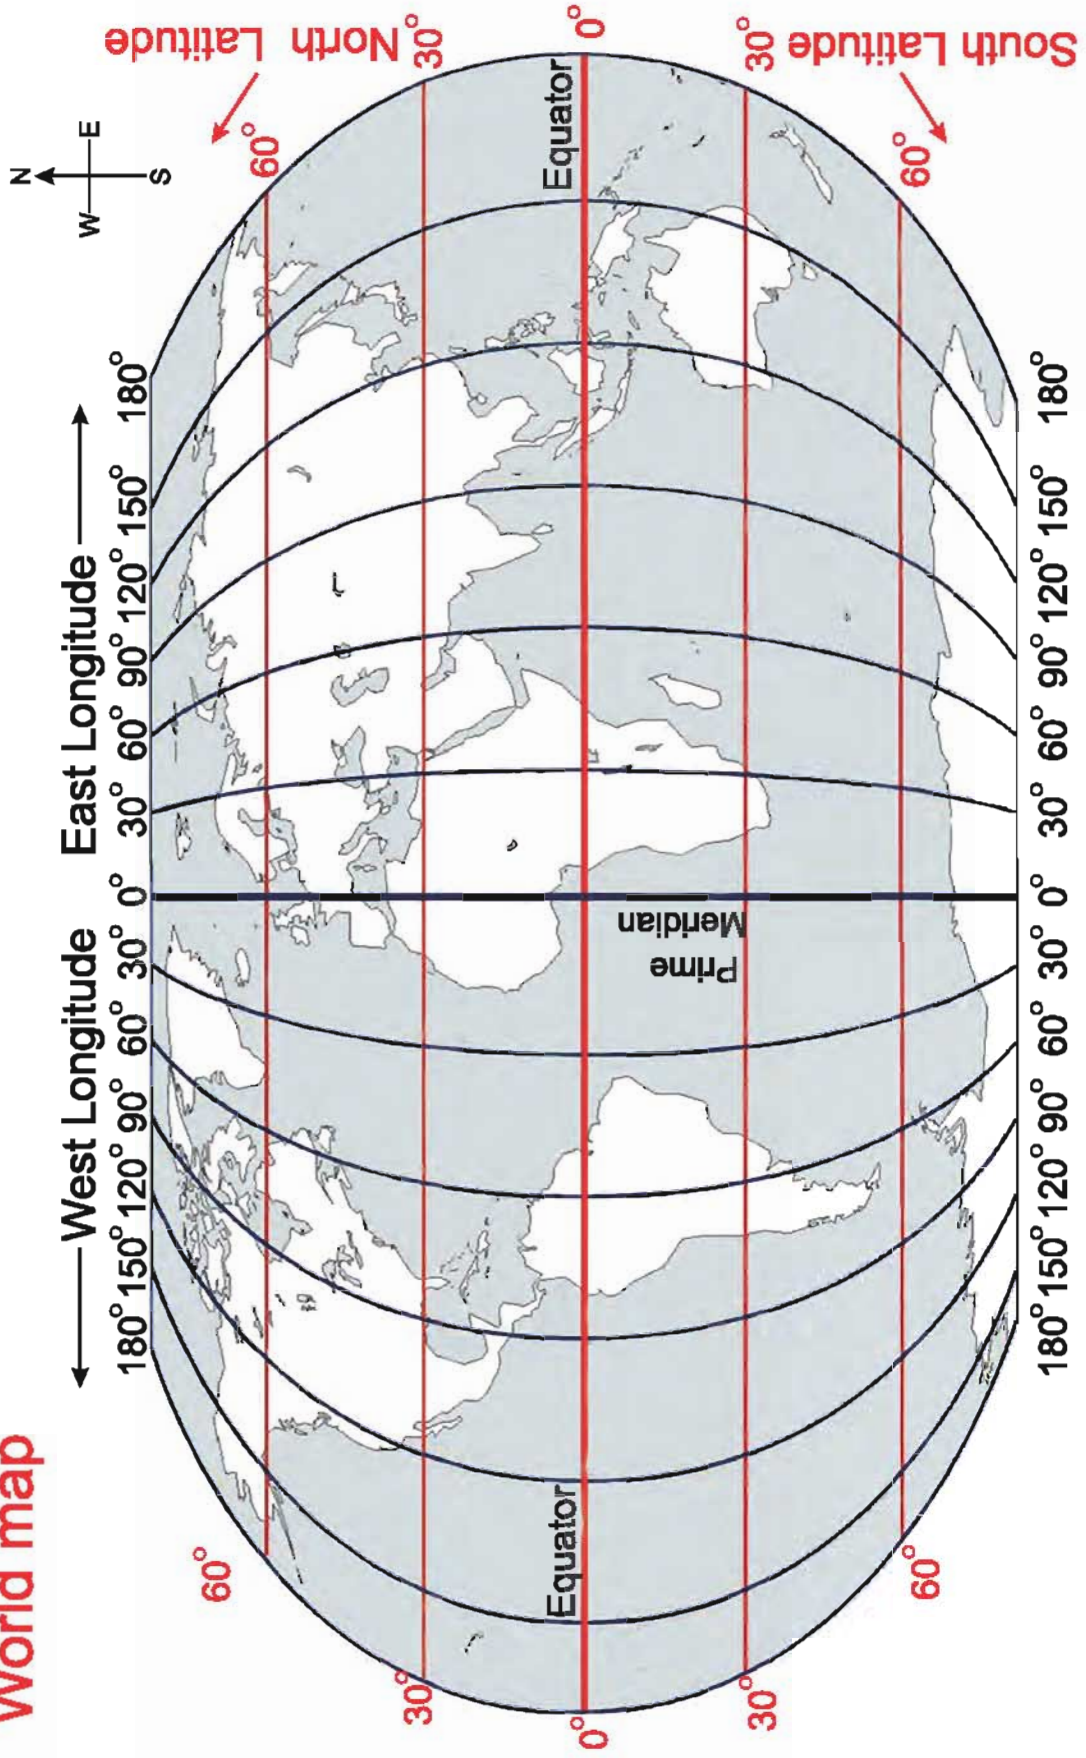 World map
N
W E
S
West Longitude
East Longitude
180° 150° 120° 90° 60° 30° 0° 30° 60° 90° 120° 150° 180°
60° 60°
North Latitude
30° 30°
Equator Equator
0° 0°
Prime
Meridian
30° 30°
60° 60°
South Latitude
180° 150° 120° 90° 60° 30° 0° 30° 60° 90° 120° 150° 180°